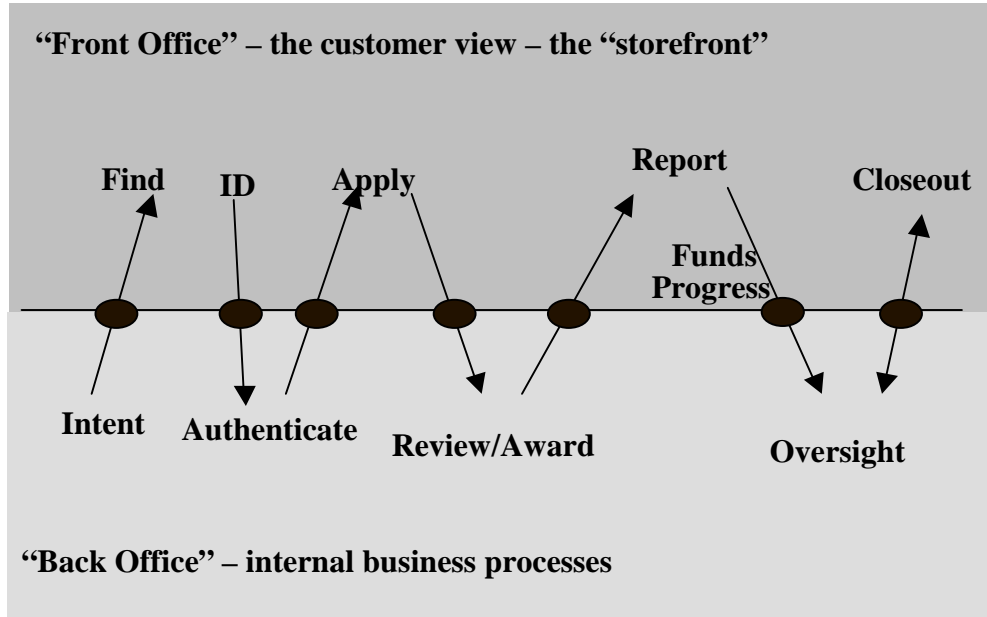 “Front Office” – the customer view – the “storefront”
Find
ID
Apply
Report
Closeout
Funds
Progress
Intent
Authenticate
Review/Award
Oversight
“Back Office” – internal business processes